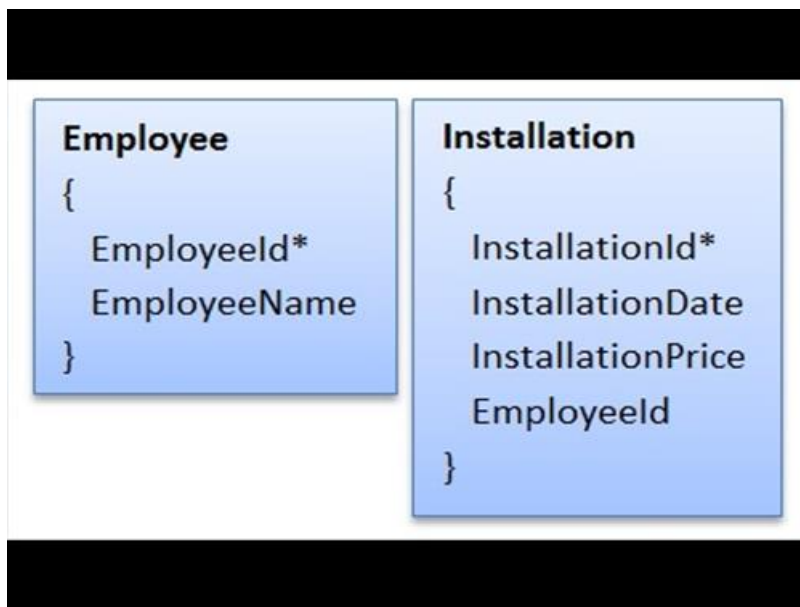 Employee
{
EmployeeId*
EmployeeName
}
Installation
{
InstallationId*
InstallationDate
InstallationPrice
EmployeeId
}